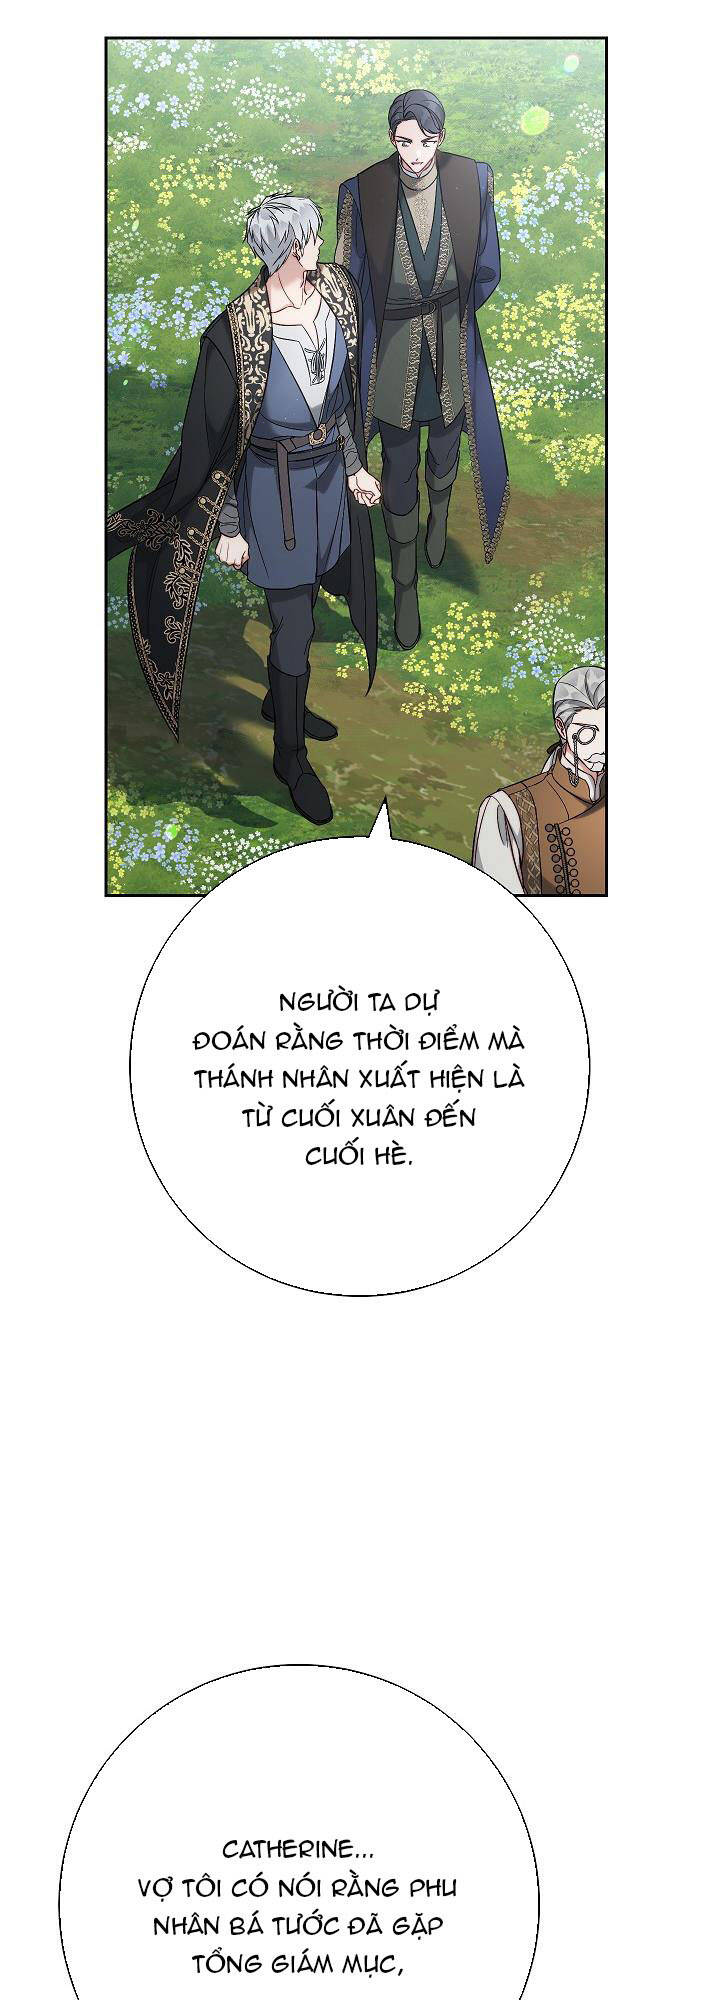 NGƯỜI TA DỰ
ĐOÁN RẰNG THỜI ĐIỂM MÀ
THÁNH NHÂN XUẤT HIỆN LÀ
TỪ CUỐI XUÂN ĐẾN
CUỐI HÈ.
CATHERINE...
VỢ TÔI CÓ NÓI RẰNG PHU
NHÂN BÁ TƯỚC ĐÃ GẶP
TỔNG GIÁM MỤC,